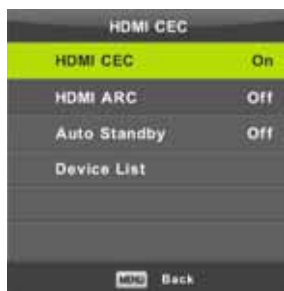 HDMI CEC
HDMI CEC On
HDMI ARC Off
Auto Standby Off
Device List
MENU Back